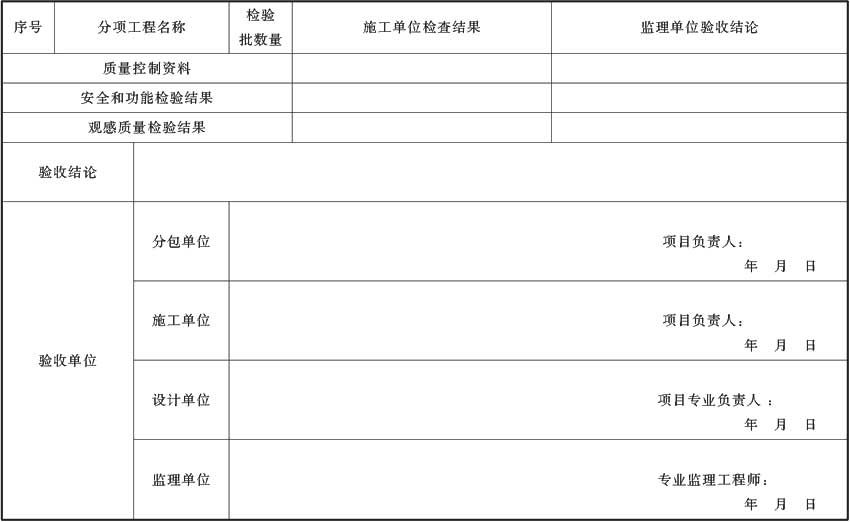 序号 分项工程名称 检验批数量 施工单位检查结果 监理单位验收结论
质量控制资料
安全和功能检验结果
观感质量检验结果
验收结论
验收单位
分包单位 项目负责人：
年 月 日
施工单位 项目负责人：
年 月 日
设计单位 项目专业负责人：
年 月 日
监理单位 专业监理工程师：
年 月 日